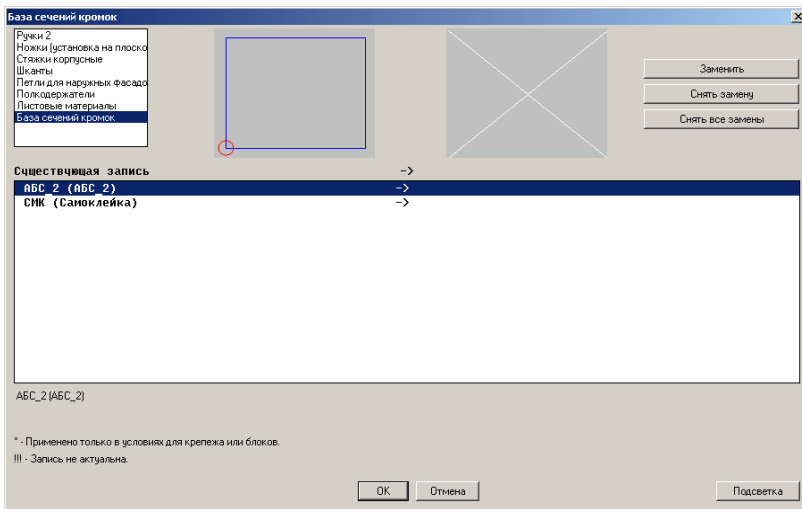 База сечений кромок
Ручки 2
Ножки (установка на плоско
Стяжки корпусные
Шканты
Петли для наружных фасадо
Полкодержатели
Листовые материалы
База сечений кромок
Заменить
Снять замену
Снять все замены
Существующая запись ->
АБС_2 (АБС_2) ->
СМК (Самоклейка) ->
АБС_2 (АБС_2)
* - Применено только в условиях для крепежа или блоков.
!!! - Запись не актуальна.
OK Отмена Подсветка